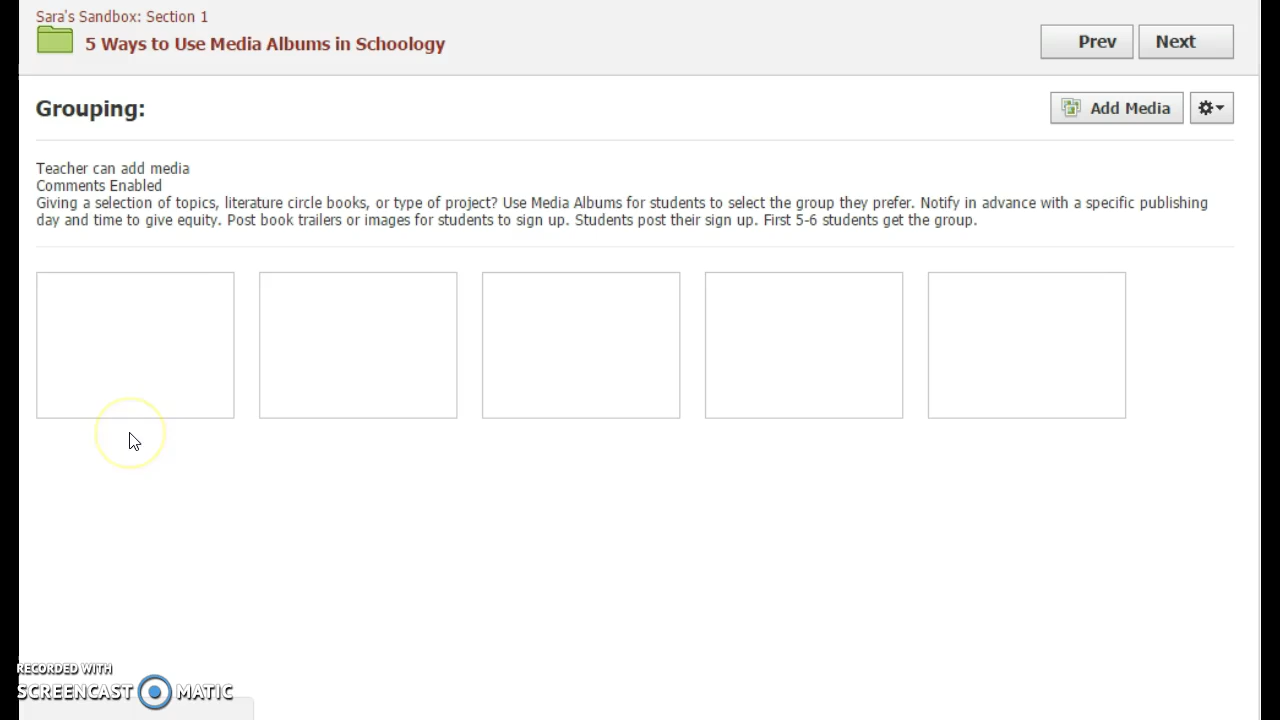 Sara's Sandbox: Section 1
5 Ways to Use Media Albums in Schoology
Prev
Next
Grouping:
Add Media
Teacher can add media
Comments Enabled
Giving a selection of topics, literature circle books, or type of project? Use Media Albums for students to select the group they prefer. Notify in advance with a specific publishing
day and time to give equity. Post book trailers or images for students to sign up. Students post their sign up. First 5-6 students get the group.
RECORDED WITH
SCREENCAST MATIC